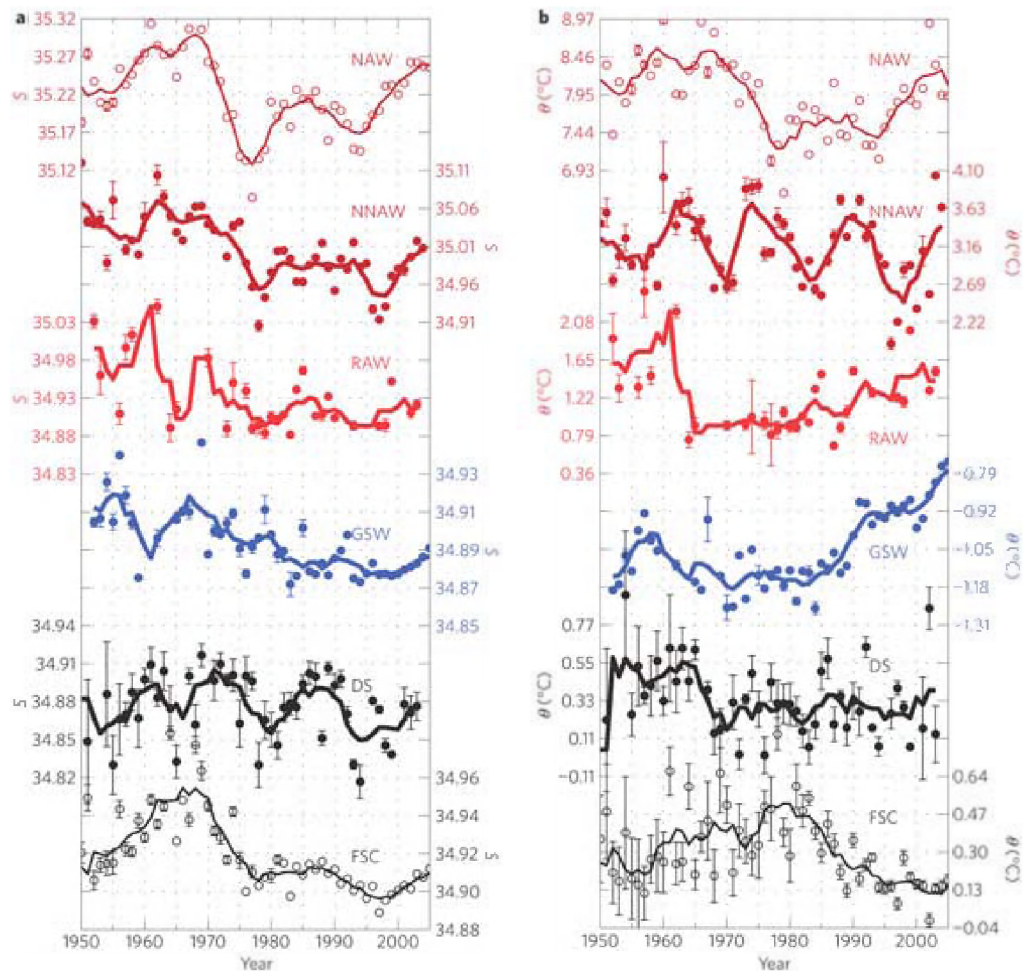 a
35.32
35.27
35.22
35.17
35.12
S
NAW
35.11
35.06
35.01
34.96
34.91
S
NNAW
35.03
34.98
34.93
34.88
34.83
S
RAW
34.93
34.91
34.89
34.87
34.85
S
GSW
34.94
34.91
34.88
34.85
34.82
S
DS
34.96
34.94
34.92
34.90
34.88
S
FSC
1950 1960 1970 1980 1990 2000
Year
b
8.97
8.46
7.95
7.44
6.93
θ (°C)
NAW
4.10
3.63
3.16
2.69
2.22
θ (°C)
NNAW
2.08
1.65
1.22
0.79
0.36
θ (°C)
RAW
−0.79
−0.92
−1.05
−1.18
−1.31
θ (°C)
GSW
0.77
0.55
0.33
0.11
−0.11
θ (°C)
DS
0.64
0.47
0.30
0.13
−0.04
θ (°C)
FSC
1950 1960 1970 1980 1990 2000
Year